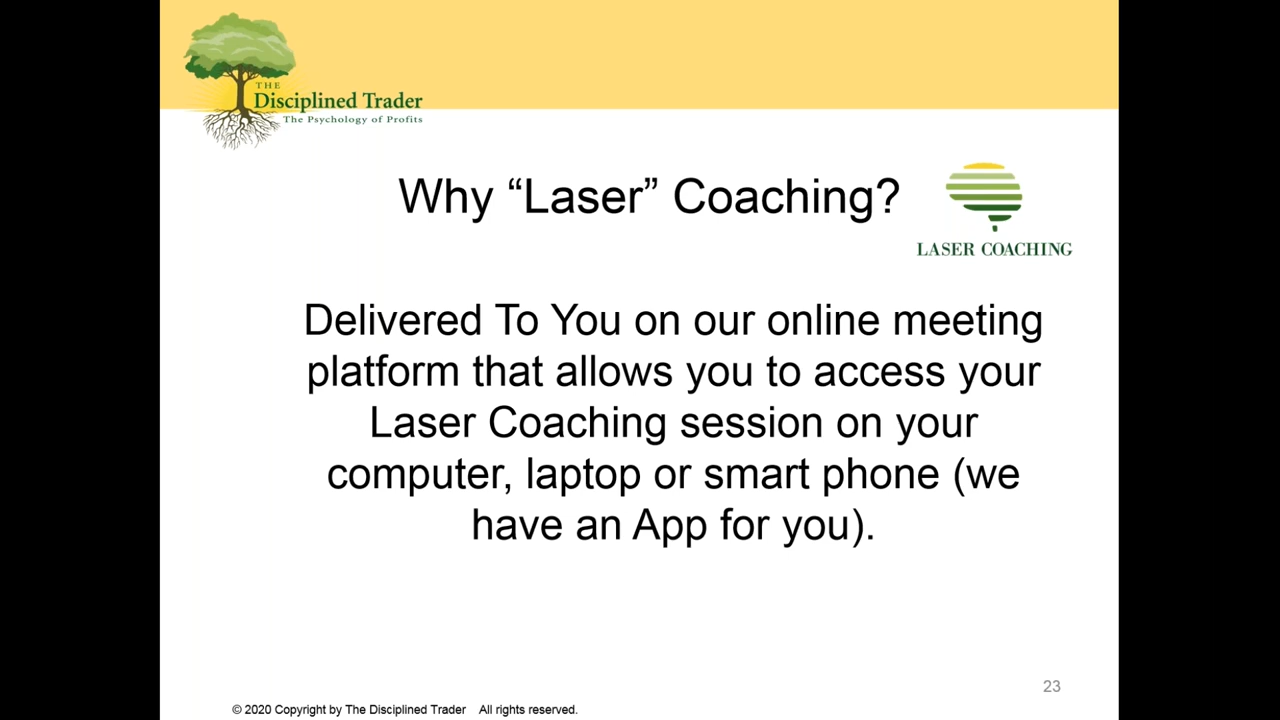 THE
Disciplined Trader
The Psychology of Profits
Why “Laser” Coaching?
LASER COACHING
Delivered To You on our online meeting
platform that allows you to access your
Laser Coaching session on your
computer, laptop or smart phone (we
have an App for you).
23
© 2020 Copyright by The Disciplined Trader All rights reserved.